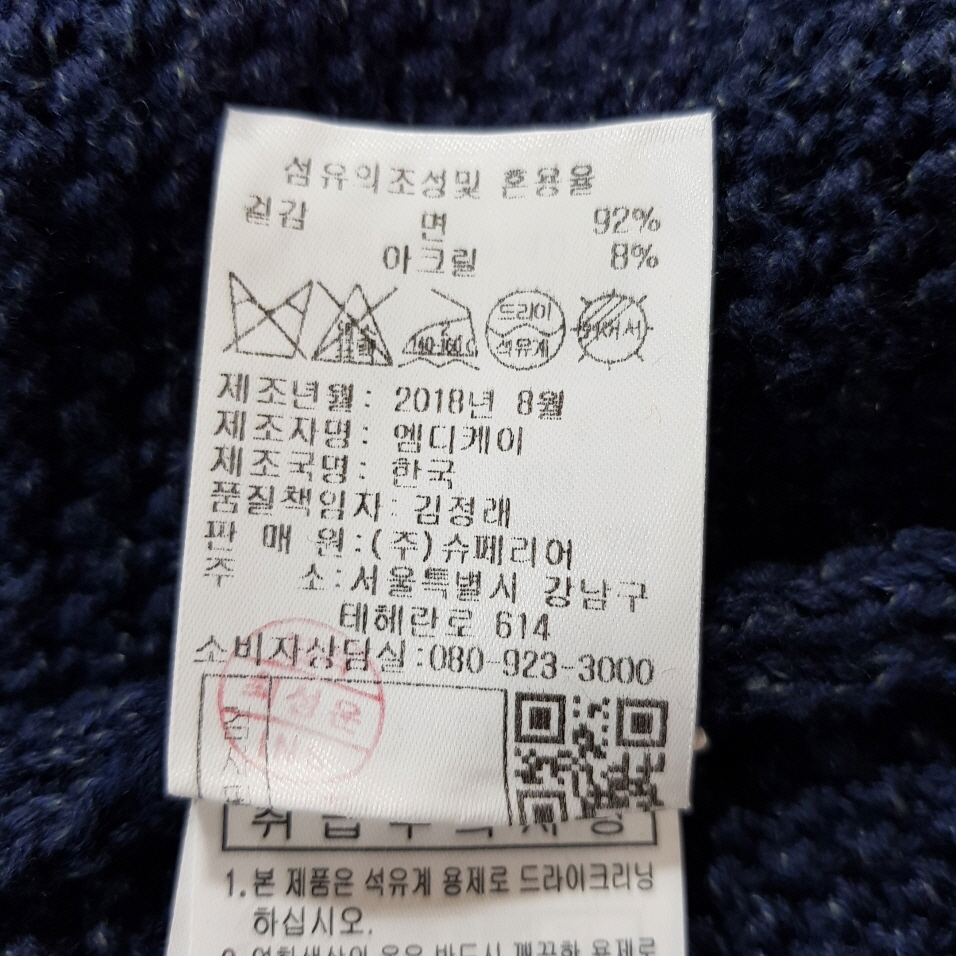 섬유의조성및 혼용율
겉감 면 92%
아크릴 8%
드라이
석유계
제조년월: 2018년 8월
제조자명: 엠디케이
제조국명: 한국
품질책임자: 김정래
판 매 원:(주)슈페리어
주 소:서울특별시 강남구
테헤란로 614
소비자상담실:080-923-3000
1.본 제품은 석유계 용제로 드라이크리닝
하십시오.